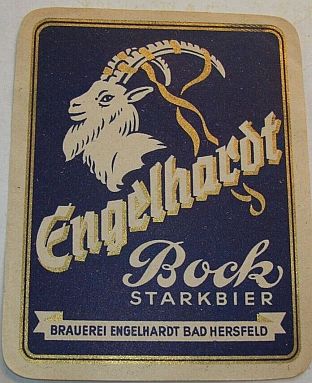 Engelhardt
Bock
STARKBIER
BRAUEREI ENGELHARDT BAD HERSFELD